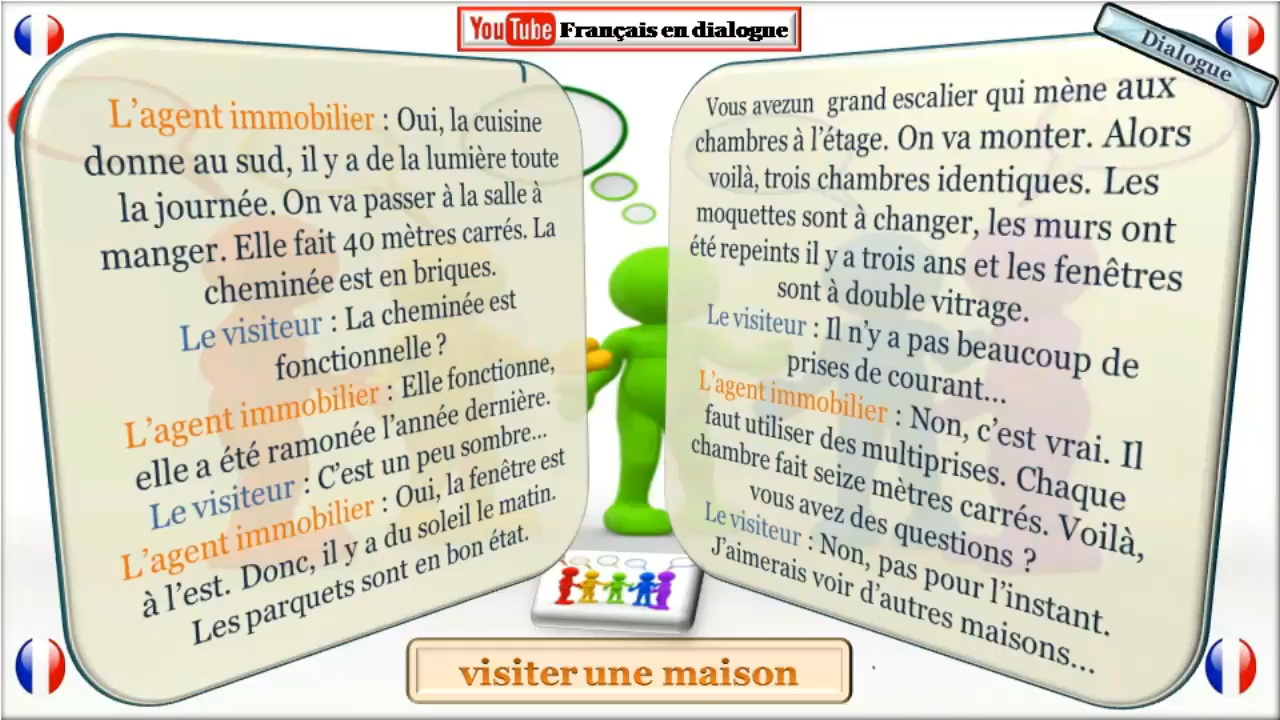 YouTube Français en dialogue
Dialogue
L'agent immobilier : Oui, la cuisine
donne au sud, il y a de la lumière toute
la journée. On va passer à la salle à
manger. Elle fait 40 mètres carrés. La
cheminée est en briques.
Le visiteur : La cheminée est
fonctionnelle ?
L'agent immobilier : Elle fonctionne,
elle a été ramonée l'année dernière.
Le visiteur : C'est un peu sombre...
L'agent immobilier : Oui, la fenêtre est
à l'est. Donc, il y a du soleil le matin.
Les parquets sont en bon état.
Vous avezun grand escalier qui mène aux
chambres à l'étage. On va monter. Alors
voilà, trois chambres identiques. Les
moquettes sont à changer, les murs ont
été repeints il y a trois ans et les fenêtres
sont à double vitrage.
Le visiteur : Il n'y a pas beaucoup de
prises de courant...
L'agent immobilier : Non, c'est vrai. Il
faut utiliser des multiprises. Chaque
chambre fait seize mètres carrés. Voilà,
vous avez des questions ?
Le visiteur : Non, pas pour l'instant.
J'aimerais voir d'autres maisons...
visiter une maison